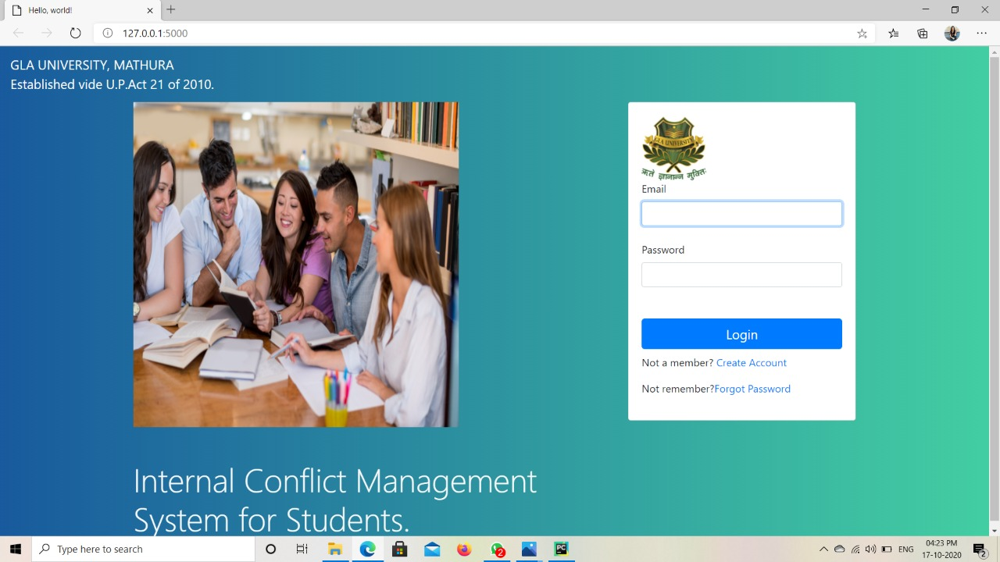 Hello, world!
127.0.0.1:5000
GLA UNIVERSITY, MATHURA
Established vide U.P.Act 21 of 2010.
GLA UNIVERSITY
ऋते ज्ञानान्न मुक्तिः
Email
Password
Login
Not a member? Create Account
Not remember?Forgot Password
Internal Conflict Management
System for Students.
Type here to search
2
PC
ENG
04:23 PM
17-10-2020
2